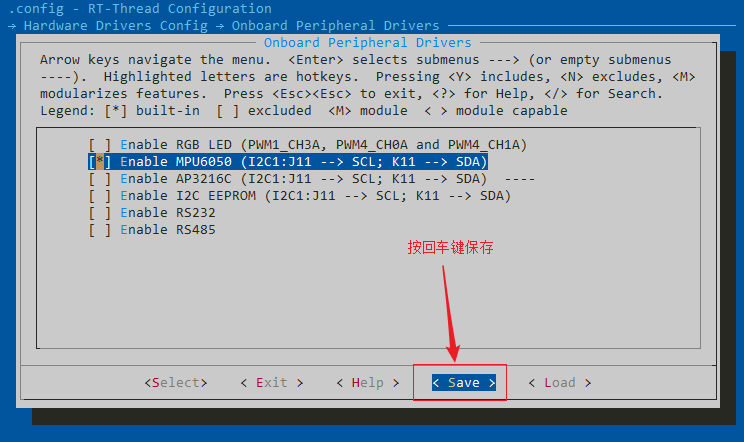 .config - RT-Thread Configuration
→ Hardware Drivers Config → Onboard Peripheral Drivers
Onboard Peripheral Drivers
Arrow keys navigate the menu.  <Enter> selects submenus ---> (or empty submenus
----).  Highlighted letters are hotkeys.  Pressing <Y> includes, <N> excludes, <M>
modularizes features.  Press <Esc><Esc> to exit, <?> for Help, </> for Search.
Legend: [*] built-in  [ ] excluded  <M> module  < > module capable
[ ] Enable RGB LED (PWM1_CH3A, PWM4_CH0A and PWM4_CH1A)
[*] Enable MPU6050 (I2C1:J11 --> SCL; K11 --> SDA)
[ ] Enable AP3216C (I2C1:J11 --> SCL; K11 --> SDA)  ----
[ ] Enable I2C EEPROM (I2C1:J11 --> SCL; K11 --> SDA)
[ ] Enable RS232
[ ] Enable RS485
按回车键保存
<Select>    < Exit >    < Help >    < Save >    < Load >